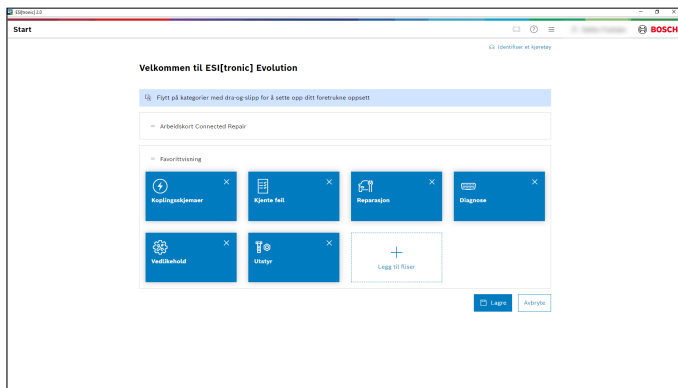 ESI[tronic] 2.0
Start
BOSCH
Identifiser et kjøretøy
Velkommen til ESI[tronic] Evolution
Flytt på kategorier med dra-og-slipp for å sette opp ditt foretrukne oppsett
Arbeidskort Connected Repair
Favorittvisning
Koplingsskjemaer
Kjente feil
Reparasjon
Diagnose
Vedlikehold
Utstyr
Legg til fliser
Lagre
Avbryte